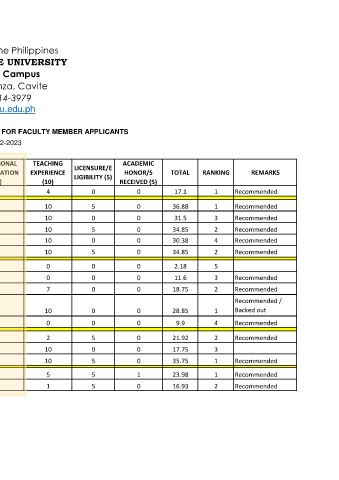 ne Philippines
E UNIVERSITY
Campus
nza, Cavite
14-3979
u.edu.ph
FOR FACULTY MEMBER APPLICANTS
2-2023
IONAL ATION ) TEACHING EXPERIENCE (10) LICENSURE/E LIGIBILITY (5) ACADEMIC HONOR/S RECEIVED (5) TOTAL RANKING REMARKS
4 0 0 17.1 1 Recommended
10 5 0 36.88 1 Recommended
10 0 0 31.5 3 Recommended
10 5 0 34.85 2 Recommended
10 0 0 30.38 4 Recommended
10 5 0 34.85 2 Recommended
0 0 0 2.18 5
0 0 0 11.6 3 Recommended
7 0 0 18.75 2 Recommended
10 0 0 28.85 1 Recommended / Backed out
0 0 0 9.9 4 Recommended
2 5 0 21.92 2 Recommended
10 0 0 17.75 3
10 5 0 35.75 1 Recommended
5 5 1 23.98 1 Recommended
1 5 0 16.93 2 Recommended